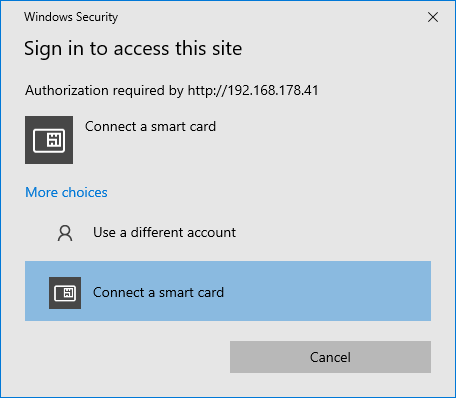 Windows Security
Sign in to access this site
Authorization required by http://192.168.178.41
Connect a smart card
More choices
Use a different account
Connect a smart card
Cancel